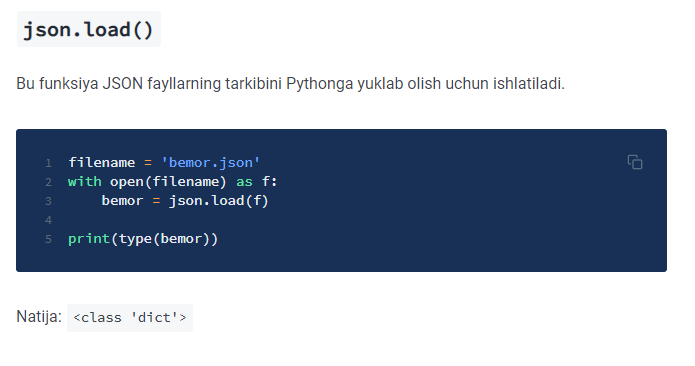 json.load()
Bu funksiya JSON fayllarning tarkibini Pythonga yuklab olish uchun ishlatiladi.
1 filename = 'bemor.json'
2 with open(filename) as f:
3     bemor = json.load(f)
4
5 print(type(bemor))
Natija: <class 'dict'>